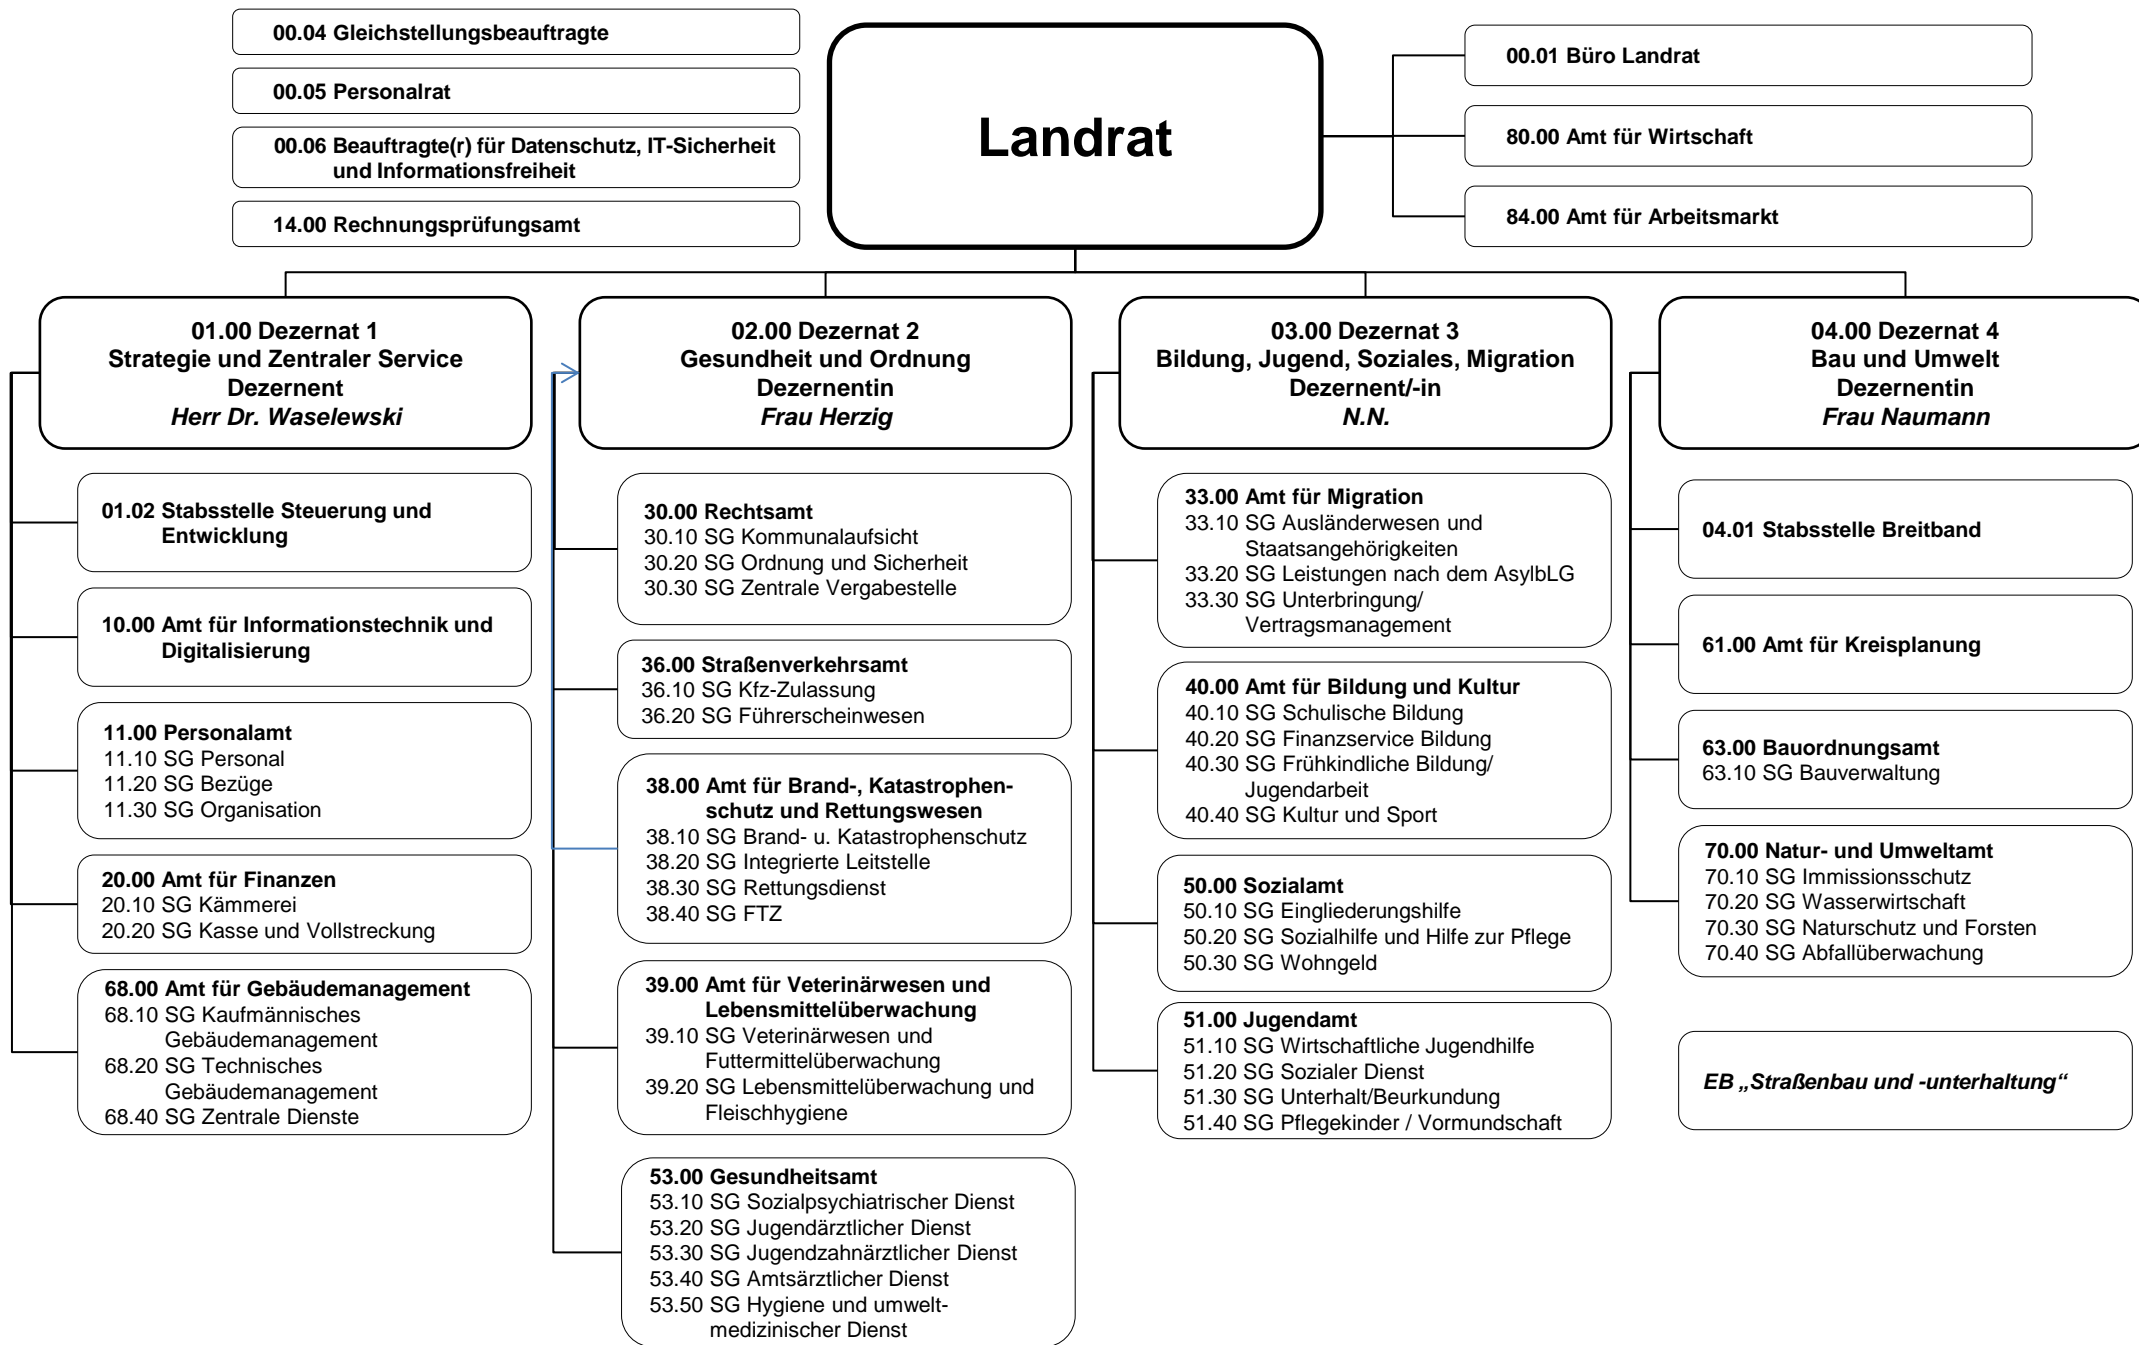 00.04 Gleichstellungsbeauftragte
00.05 Personalrat
00.06 Beauftragte(r) für Datenschutz, IT-Sicherheit
und Informationsfreiheit
14.00 Rechnungsprüfungsamt
Landrat
00.01 Büro Landrat
80.00 Amt für Wirtschaft
84.00 Amt für Arbeitsmarkt
01.00 Dezernat 1
Strategie und Zentraler Service
Dezernent
Herr Dr. Waselewski
01.02 Stabsstelle Steuerung und
Entwicklung
10.00 Amt für Informationstechnik und
Digitalisierung
11.00 Personalamt
11.10 SG Personal
11.20 SG Bezüge
11.30 SG Organisation
20.00 Amt für Finanzen
20.10 SG Kämmerei
20.20 SG Kasse und Vollstreckung
68.00 Amt für Gebäudemanagement
68.10 SG Kaufmännisches
Gebäudemanagement
68.20 SG Technisches
Gebäudemanagement
68.40 SG Zentrale Dienste
02.00 Dezernat 2
Gesundheit und Ordnung
Dezernentin
Frau Herzig
30.00 Rechtsamt
30.10 SG Kommunalaufsicht
30.20 SG Ordnung und Sicherheit
30.30 SG Zentrale Vergabestelle
36.00 Straßenverkehrsamt
36.10 SG Kfz-Zulassung
36.20 SG Führerscheinwesen
38.00 Amt für Brand-, Katastrophen-
schutz und Rettungswesen
38.10 SG Brand- u. Katastrophenschutz
38.20 SG Integrierte Leitstelle
38.30 SG Rettungsdienst
38.40 SG FTZ
39.00 Amt für Veterinärwesen und
Lebensmittelüberwachung
39.10 SG Veterinärwesen und
Futtermittelüberwachung
39.20 SG Lebensmittelüberwachung und
Fleischhygiene
53.00 Gesundheitsamt
53.10 SG Sozialpsychiatrischer Dienst
53.20 SG Jugendärztlicher Dienst
53.30 SG Jugendzahnärztlicher Dienst
53.40 SG Amtsärztlicher Dienst
53.50 SG Hygiene und umwelt-
medizinischer Dienst
03.00 Dezernat 3
Bildung, Jugend, Soziales, Migration
Dezernent/-in
N.N.
33.00 Amt für Migration
33.10 SG Ausländerwesen und
Staatsangehörigkeiten
33.20 SG Leistungen nach dem AsylbLG
33.30 SG Unterbringung/
Vertragsmanagement
40.00 Amt für Bildung und Kultur
40.10 SG Schulische Bildung
40.20 SG Finanzservice Bildung
40.30 SG Frühkindliche Bildung/
Jugendarbeit
40.40 SG Kultur und Sport
50.00 Sozialamt
50.10 SG Eingliederungshilfe
50.20 SG Sozialhilfe und Hilfe zur Pflege
50.30 SG Wohngeld
51.00 Jugendamt
51.10 SG Wirtschaftliche Jugendhilfe
51.20 SG Sozialer Dienst
51.30 SG Unterhalt/Beurkundung
51.40 SG Pflegekinder / Vormundschaft
04.00 Dezernat 4
Bau und Umwelt
Dezernentin
Frau Naumann
04.01 Stabsstelle Breitband
61.00 Amt für Kreisplanung
63.00 Bauordnungsamt
63.10 SG Bauverwaltung
70.00 Natur- und Umweltamt
70.10 SG Immissionsschutz
70.20 SG Wasserwirtschaft
70.30 SG Naturschutz und Forsten
70.40 SG Abfallüberwachung
EB „Straßenbau und -unterhaltung“